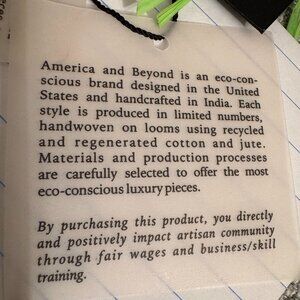 America and Beyond is an eco-con-
scious brand designed in the United
States and handcrafted in India. Each
style is produced in limited numbers,
handwoven on looms using recycled
and regenerated cotton and jute.
Materials and production processes
are carefully selected to offer the most
eco-conscious luxury pieces.
By purchasing this product, you directly
and positively impact artisan community
through fair wages and business/skill
training.